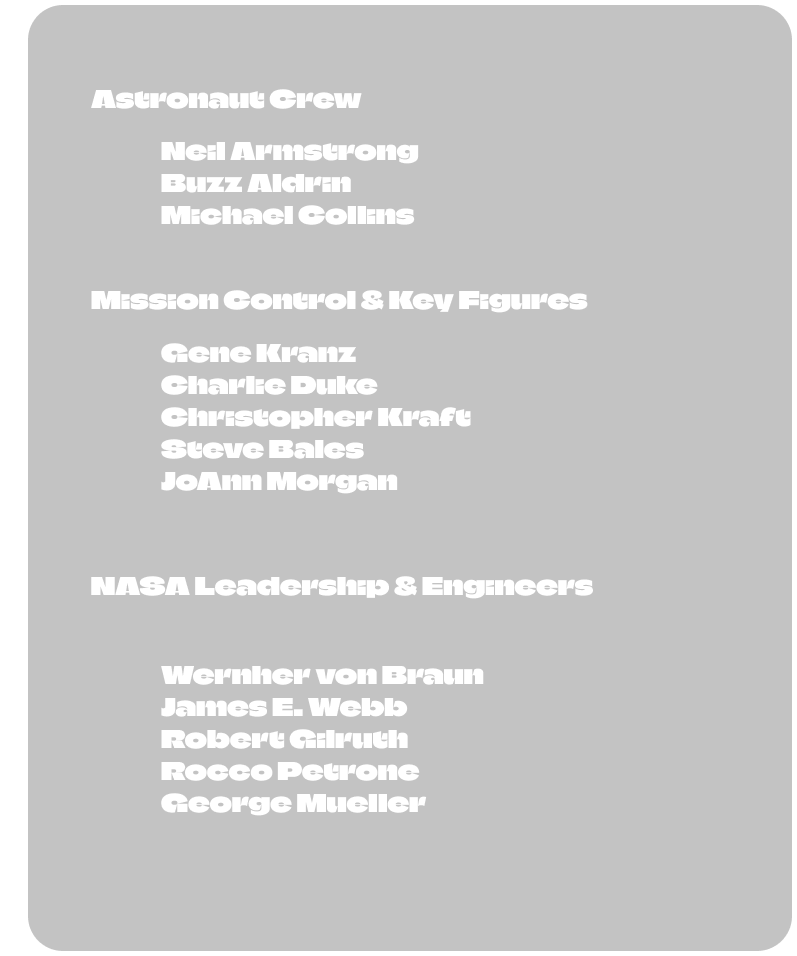 Astronaut Crew
Neil Armstrong
Buzz Aldrin
Michael Collins
Mission Control & Key Figures
Gene Kranz
Charlie Duke
Christopher Kraft
Steve Bales
JoAnn Morgan
NASA Leadership & Engineers
Wernher von Braun
James E. Webb
Robert Gilruth
Rocco Petrone
George Mueller